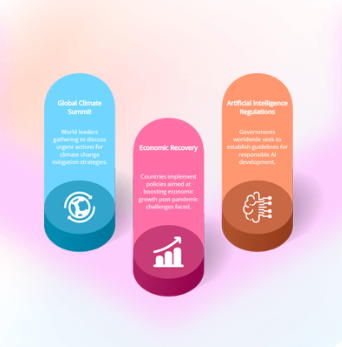 Global Climate
Summit
World leaders
gathering to discuss
urgent actions for
climate change
mitigation strategies.
Economic Recovery
Countries implement
policies aimed at
boosting economic
growth post pandemic
challenges faced.
Artificial Intelligence
Regulations
Governments
worldwide seek to
establish guidelines for
responsible AI
development.